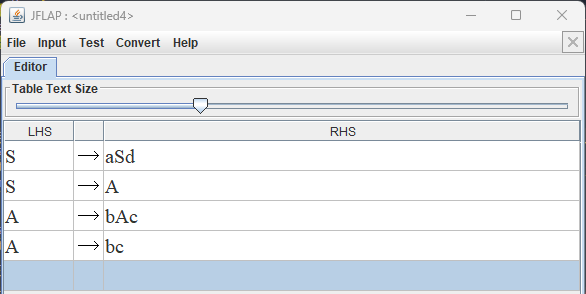 JFLAP : <untitled4>
File Input Test Convert Help
Editor
Table Text Size
LHS RHS
S → aSd
S → A
A → bAc
A → bc